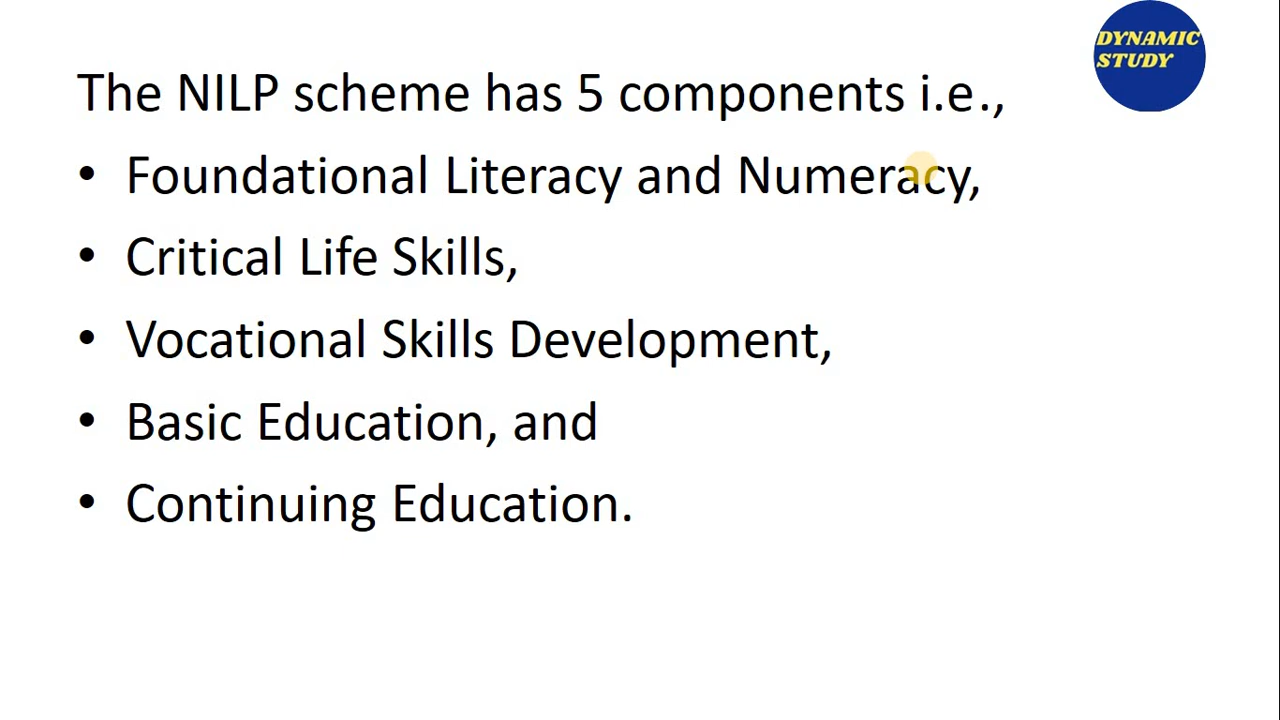 DYNAMIC
STUDY
The NILP scheme has 5 components i.e.,
• Foundational Literacy and Numeracy,
• Critical Life Skills,
• Vocational Skills Development,
• Basic Education, and
• Continuing Education.